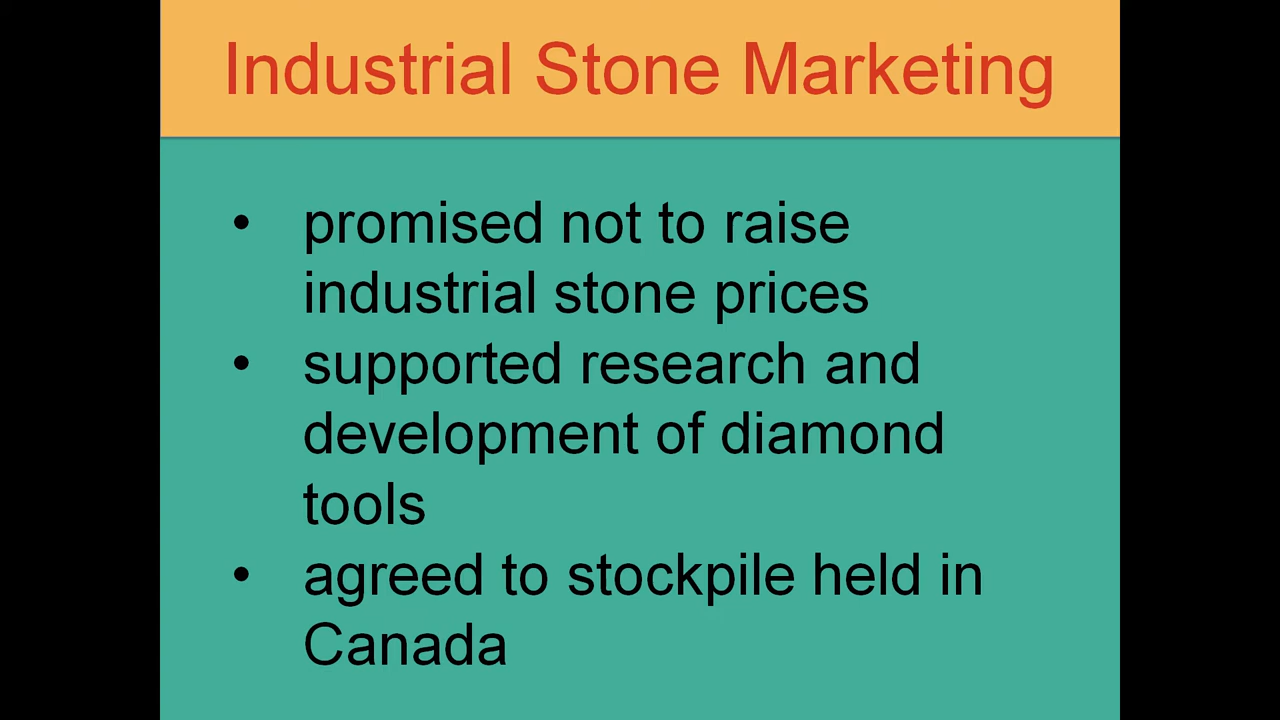 Industrial Stone Marketing
• promised not to raise
industrial stone prices
• supported research and
development of diamond
tools
• agreed to stockpile held in
Canada